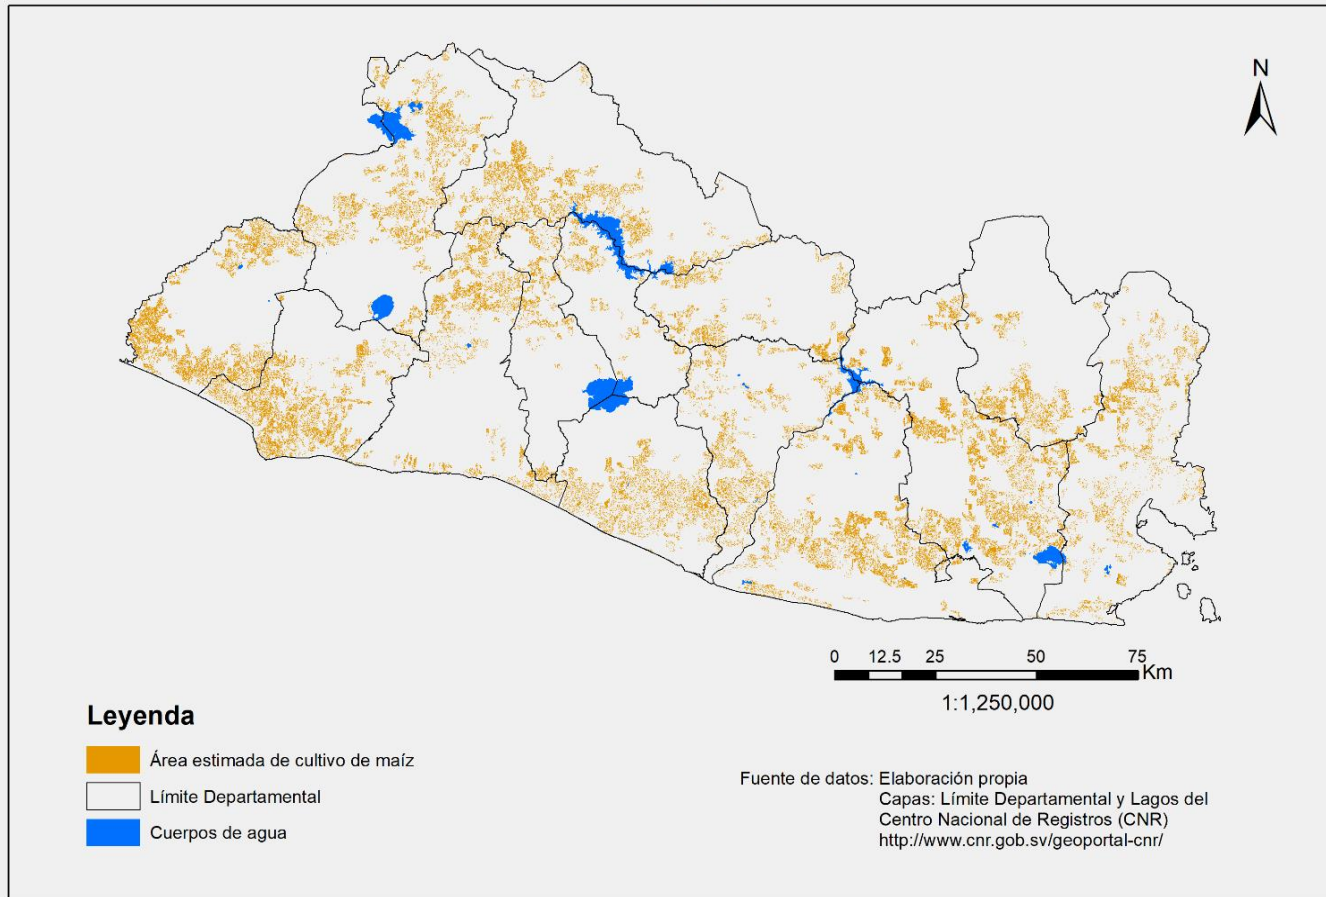 N
0 12.5 25 50 75
Km
1:1,250,000
Leyenda
Área estimada de cultivo de maíz
Límite Departamental
Cuerpos de agua
Fuente de datos: Elaboración propia
Capas: Límite Departamental y Lagos del
Centro Nacional de Registros (CNR)
http://www.cnr.gob.sv/geoportal-cnr/